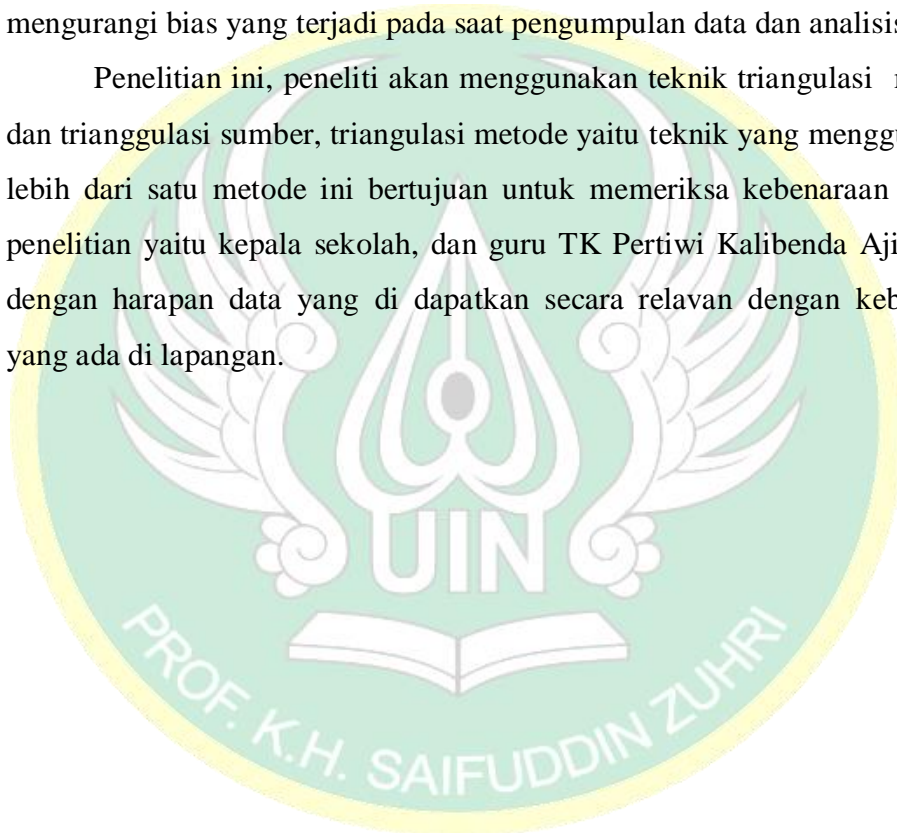 mengurangi bias yang terjadi pada saat pengumpulan data dan analisis
Penelitian ini, peneliti akan menggunakan teknik triangulasi
dan trianggulasi sumber, triangulasi metode yaitu teknik yang
lebih dari satu metode ini bertujuan untuk memeriksa kebenaraan
penelitian yaitu kepala sekolah, dan guru TK Pertiwi Kalibenda
dengan harapan data yang di dapatkan secara relavan dengan
yang ada di lapangan.
UIN
PROF. K.H. SAIFUDDIN ZUHRI